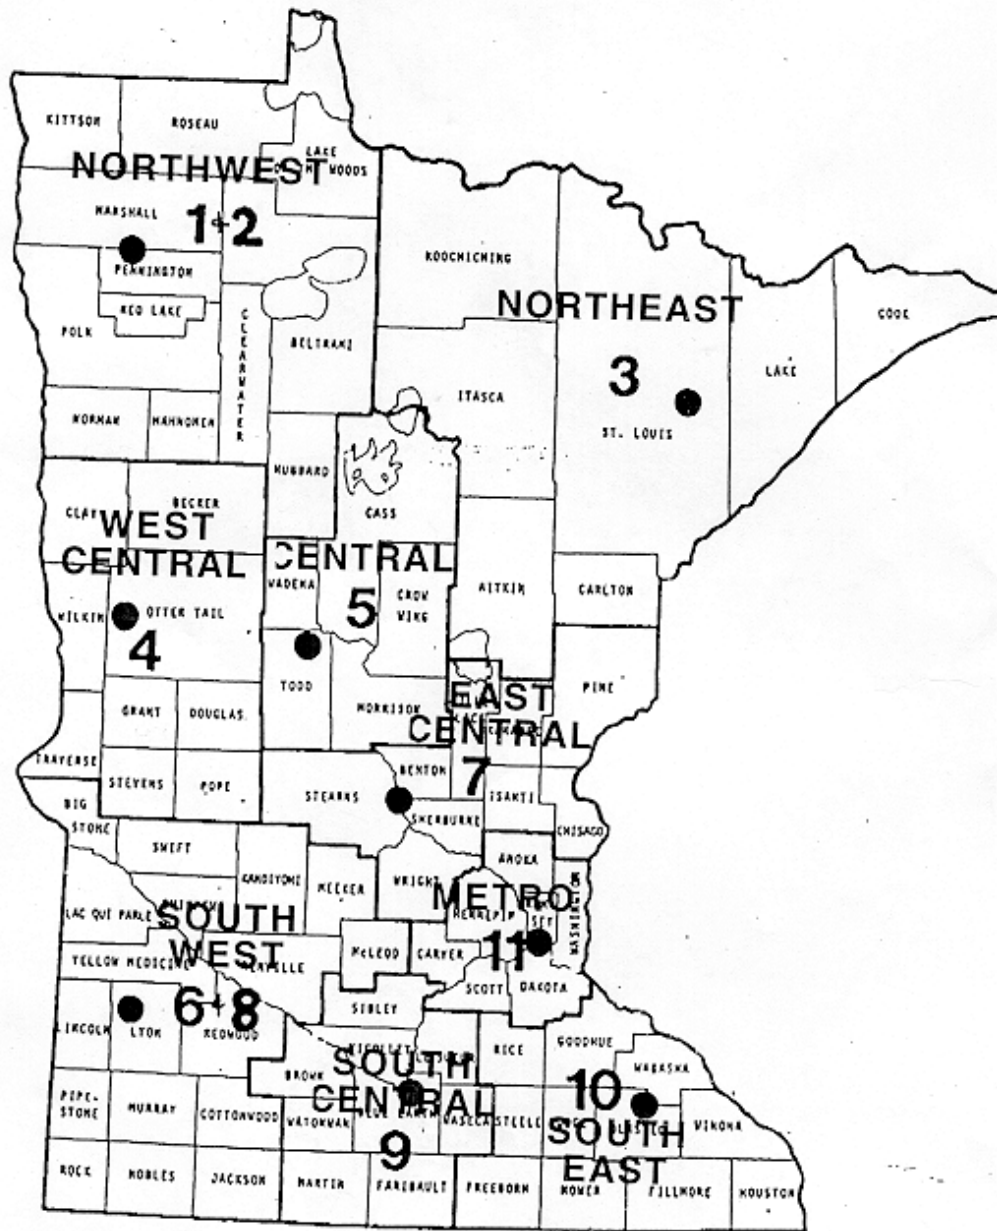 KITTSON
ROSEAU
LAKE
WOODS
NORTHWEST
MARSHALL
1+2
PENNINGTON
RED LAKE
POLK
CLEARWATER
BELTRAMI
NORMAN
MAHNOMEN
HUBBARD
KOOCHICHING
NORTHEAST
ITASCA
3
ST. LOUIS
LAKE
COOK
CLAY
BECKER
WEST
CENTRAL
WILKIN
OTTER TAIL
4
GRANT
DOUGLAS
TRAVERSE
STEVENS
POPE
CASS
CENTRAL
WADENA
5
CROW
WING
TODD
MORRISON
AITKIN
CARLTON
PINE
EAST
CENTRAL
7
BENTON
STEARNS
SHERBURNE
ISANTI
CHISAGO
BIG
STONE
SWIFT
KANDIYOHI
MEEKER
WRIGHT
ANOKA
METRO
11
CARVER
SCOTT
DAKOTA
LAC QUI PARLE
SOUTH
WEST
YELLOW MEDICINE
6+8
McLEOD
SIBLEY
LINCOLN
LYON
REDWOOD
BROWN
SOUTH
CENTRAL
9
RICE
GOODHUE
WABASHA
10
SOUTH
EAST
WINONA
PIPE-
STONE
MURRAY
COTTONWOOD
WATONWAN
WASECA
STEELE
ROCK
NOBLES
JACKSON
MARTIN
FARIBAULT
FREEBORN
MOWER
FILLMORE
HOUSTON